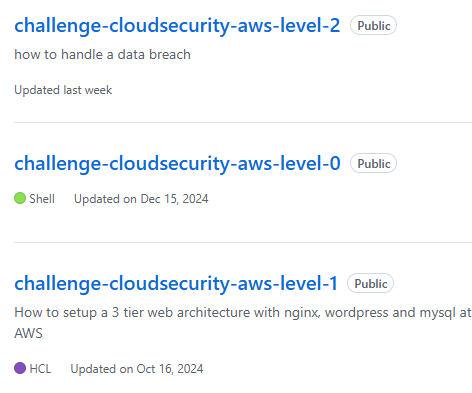 challenge-cloudsecurity-aws-level-2 Public
how to handle a data breach
Updated last week
challenge-cloudsecurity-aws-level-0 Public
Shell Updated on Dec 15, 2024
challenge-cloudsecurity-aws-level-1 Public
How to setup a 3 tier web architecture with nginx, wordpress and mysql at
AWS
HCL Updated on Oct 16, 2024